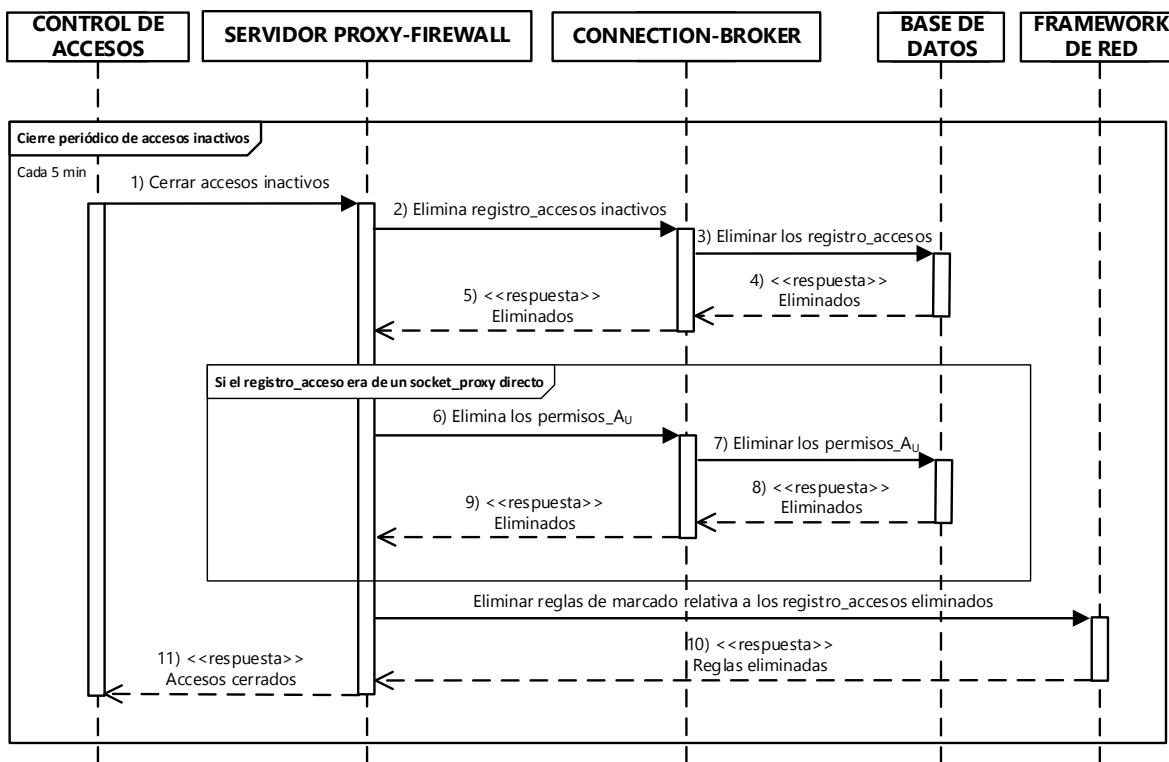 CONTROL DE
ACCESOS
SERVIDOR PROXY-FIREWALL
CONNECTION-BROKER
BASE DE
DATOS
FRAMEWORK
DE RED
Cierre periódico de accesos inactivos
Cada 5 min
1) Cerrar accesos inactivos
2) Elimina registro_accesos inactivos
3) Eliminar los registro_accesos
4) <<respuesta>>
Eliminados
5) <<respuesta>>
Eliminados
Si el registro_acceso era de un socket_proxy directo
6) Elimina los permisos_AU
7) Eliminar los permisos_AU
8) <<respuesta>>
Eliminados
9) <<respuesta>>
Eliminados
Eliminar reglas de marcado relativa a los registro_accesos eliminados
10) <<respuesta>>
Reglas eliminadas
11) <<respuesta>>
Accesos cerrados